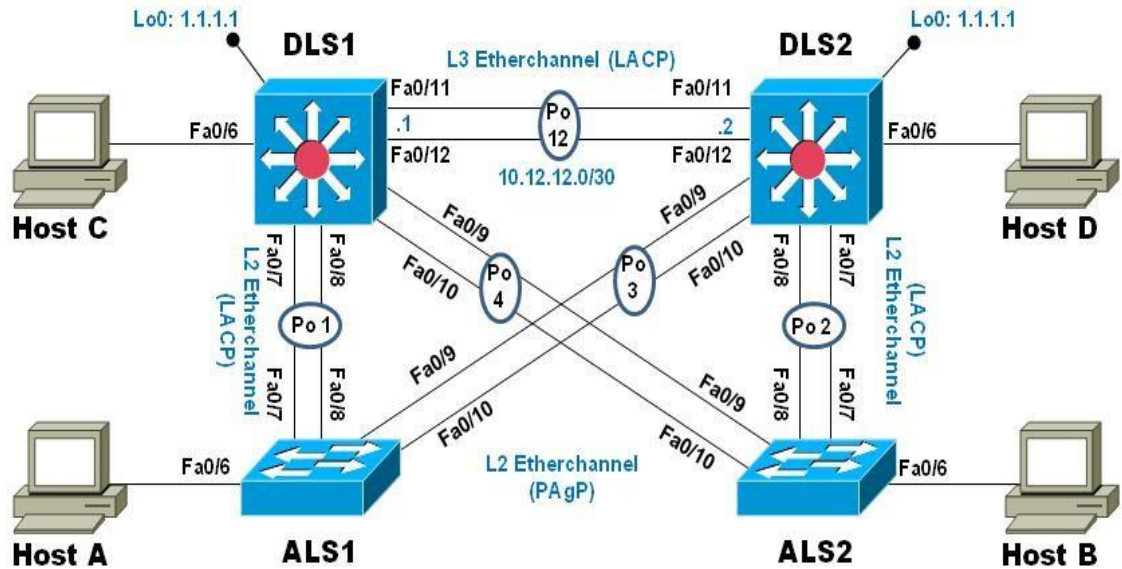 Lo0: 1.1.1.1
Lo0: 1.1.1.1
DLS1
DLS2
L3 Etherchannel (LACP)
Fa0/11
Fa0/11
Po
12
Fa0/6
.1
.2
Fa0/6
Fa0/12
Fa0/12
10.12.12.0/30
Host C
Host D
Fa0/9
Fa0/9
Fa0/7
Fa0/8
Fa0/10
Fa0/10
Fa0/7
Fa0/8
L2 Etherchannel
(LACP)
Po
4
Po
3
L2 Etherchannel
(LACP)
Po 1
Po 2
Fa0/7
Fa0/8
Fa0/9
Fa0/10
Fa0/9
Fa0/10
Fa0/8
Fa0/7
Fa0/6
L2 Etherchannel
(PAgP)
Fa0/6
Host A
ALS1
ALS2
Host B